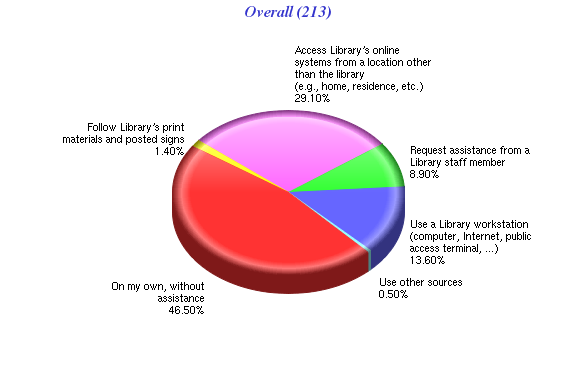 Overall (213)
Access Library's online
systems from a location other
than the library
(e.g., home, residence, etc.)
29.10%
Follow Library's print
materials and posted signs
1.40%
Request assistance from a
Library staff member
8.90%
Use a Library workstation
(computer, Internet, public
access terminal, ...)
13.60%
Use other sources
0.50%
On my own, without
assistance
46.50%